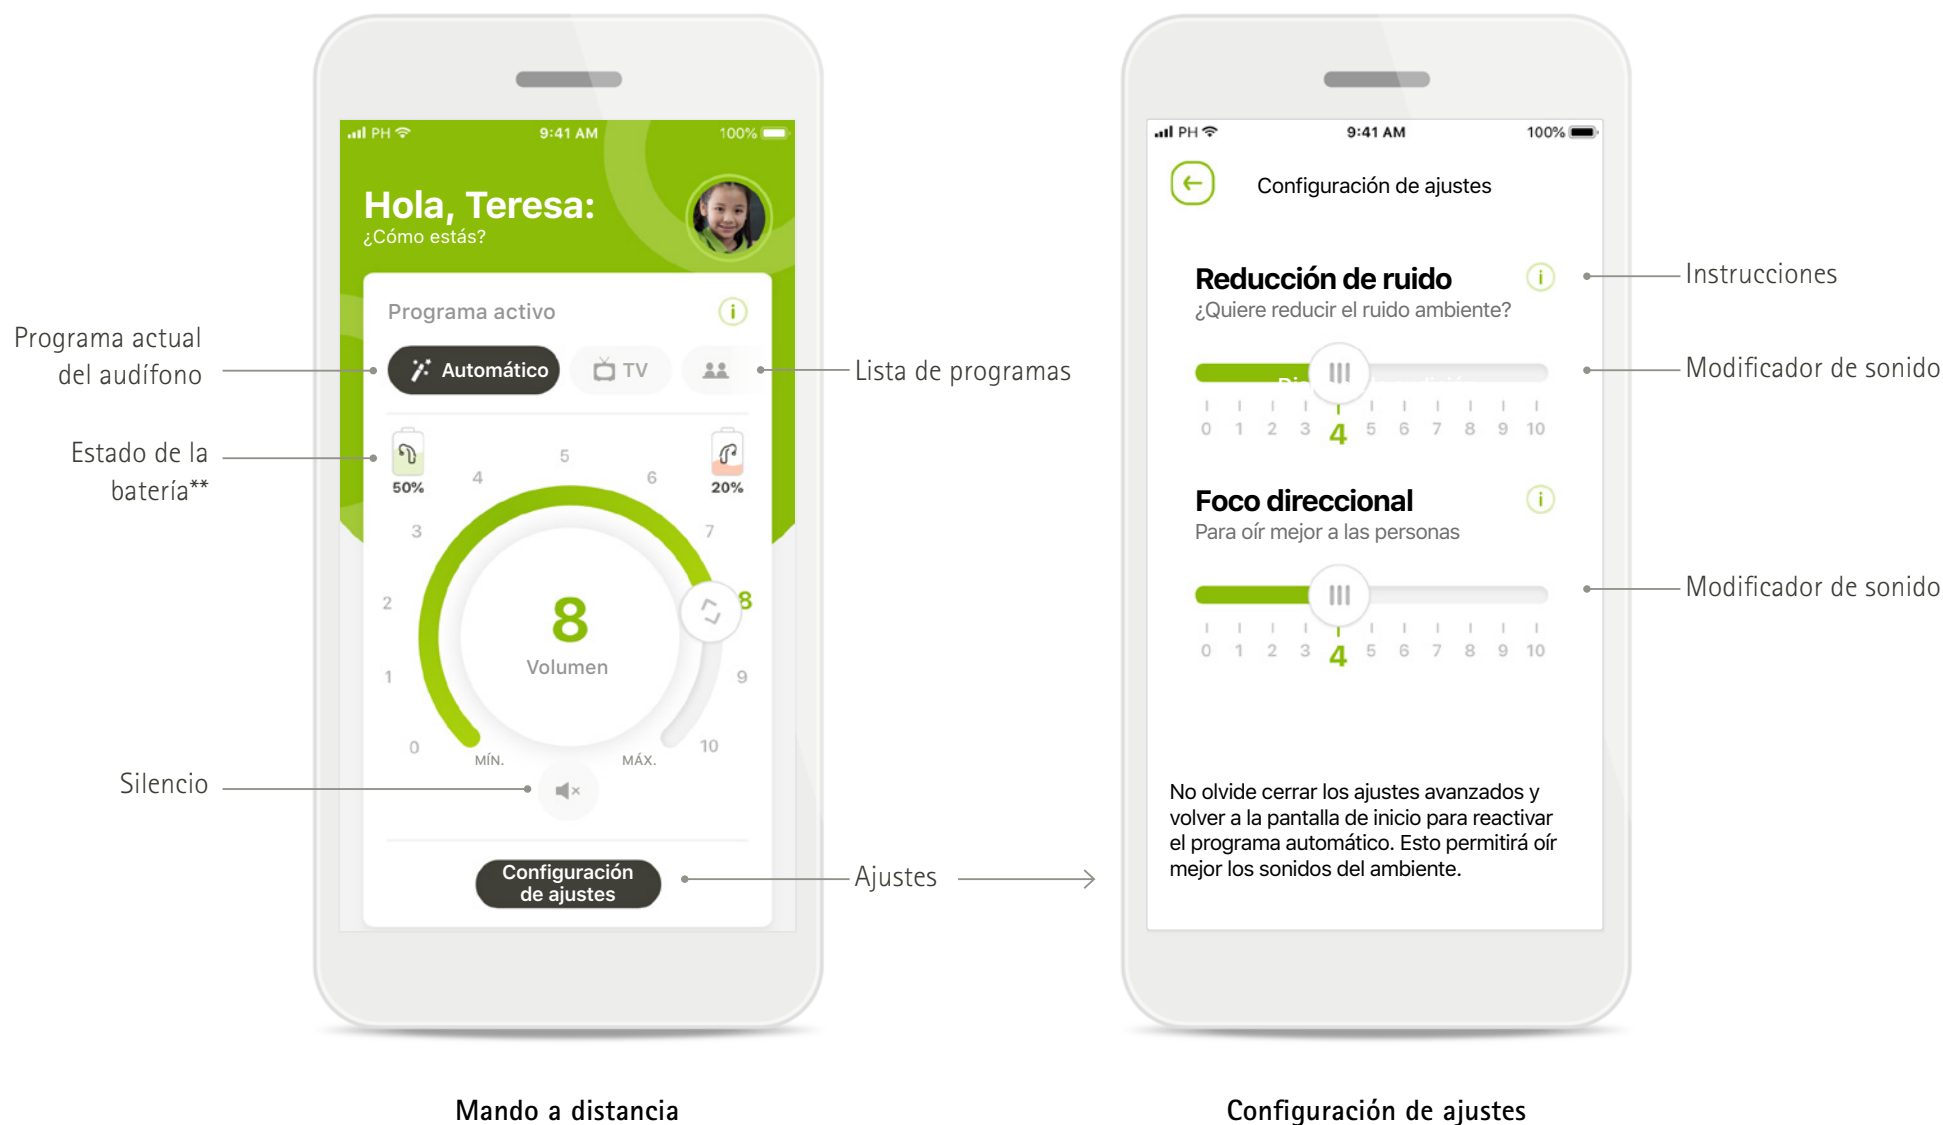 PH
9:41 AM
100%
Hola, Teresa:
¿Cómo estás?
Programa activo
i
Automático
TV
50%
20%
0
1
2
3
4
5
6
7
8
9
10
8
Volumen
MÍN.
MÁX.
Configuración
de ajustes
Programa actual
del audífono
Estado de la
batería**
Silencio
Lista de programas
Ajustes
Mando a distancia
PH
9:41 AM
100%
Configuración de ajustes
Reducción de ruido
i
¿Quiere reducir el ruido ambiente?
0 1 2 3 4 5 6 7 8 9 10
Foco direccional
i
Para oír mejor a las personas
0 1 2 3 4 5 6 7 8 9 10
No olvide cerrar los ajustes avanzados y
volver a la pantalla de inicio para reactivar
el programa automático. Esto permitirá oír
mejor los sonidos del ambiente.
Instrucciones
Modificador de sonido
Modificador de sonido
Configuración de ajustes